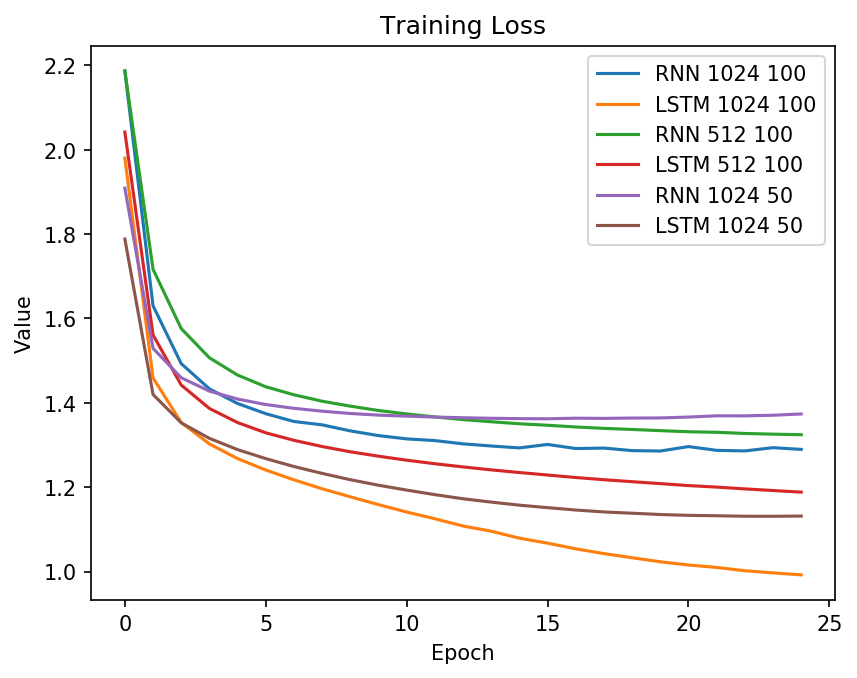 Training Loss
2.2
2.0
1.8
1.6
1.4
1.2
1.0
Value
RNN 1024 100
LSTM 1024 100
RNN 512 100
LSTM 512 100
RNN 1024 50
LSTM 1024 50
0 5 10 15 20 25
Epoch